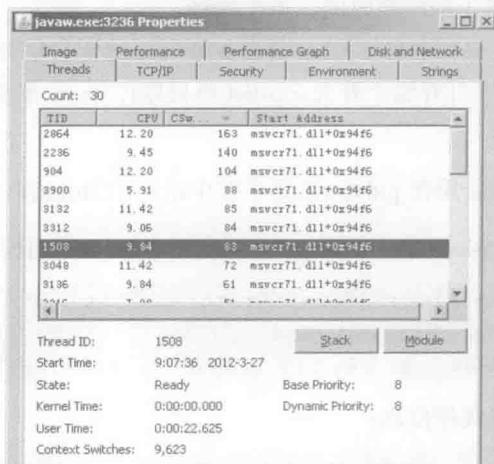 javaw.exe:3236 Properties
Image Performance Performance Graph Disk and Network
Threads TCP/IP Security Environment Strings
Count: 30
TID CPU CSw... Start Address
2864 12.20 163 msvcr71.dll+0x94f6
2236 9.45 140 msvcr71.dll+0x94f6
904 12.20 104 msvcr71.dll+0x94f6
3900 5.91 88 msvcr71.dll+0x94f6
3132 11.42 85 msvcr71.dll+0x94f6
3312 9.06 84 msvcr71.dll+0x94f6
1508 9.84 83 msvcr71.dll+0x94f6
3048 11.42 72 msvcr71.dll+0x94f6
3136 9.84 61 msvcr71.dll+0x94f6
Thread ID: 1508 Stack Module
Start Time: 9:07:36 2012-3-27
State: Ready Base Priority: 8
Kernel Time: 0:00:00.000 Dynamic Priority: 8
User Time: 0:00:22.625
Context Switches: 9,623